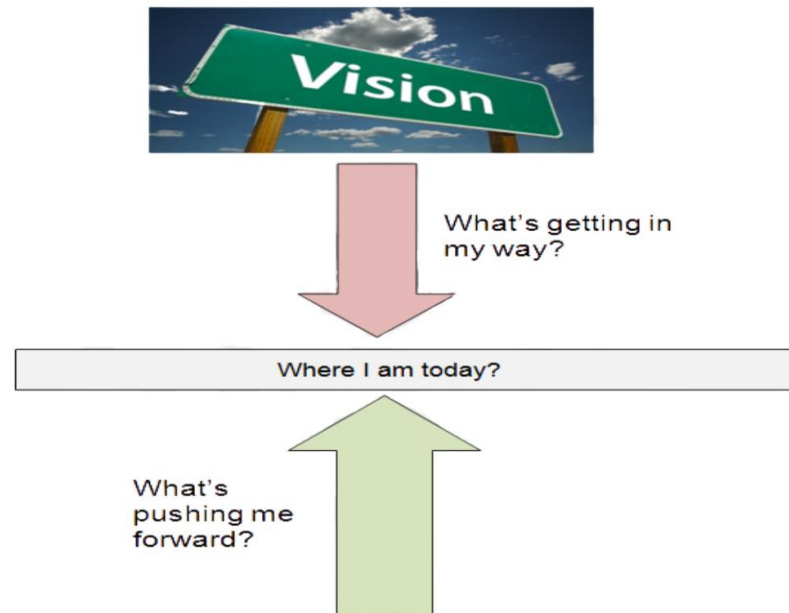 Vision
What's getting in
my way?
Where I am today?
What's
pushing me
forward?